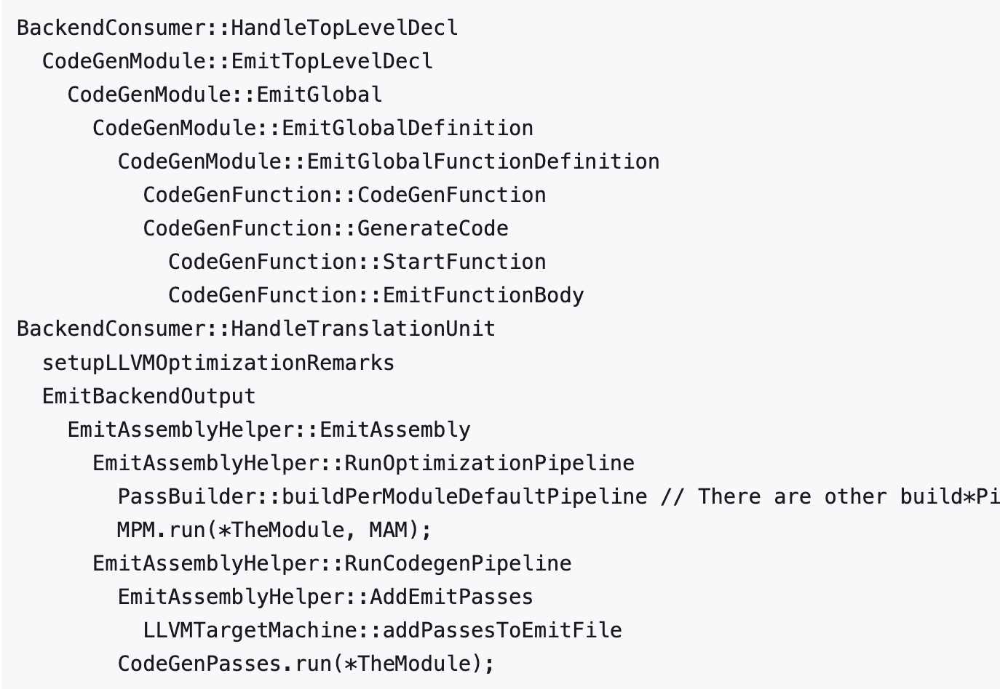 BackendConsumer::HandleTopLevelDecl
  CodeGenModule::EmitTopLevelDecl
    CodeGenModule::EmitGlobal
      CodeGenModule::EmitGlobalDefinition
        CodeGenModule::EmitGlobalFunctionDefinition
          CodeGenFunction::CodeGenFunction
          CodeGenFunction::GenerateCode
            CodeGenFunction::StartFunction
            CodeGenFunction::EmitFunctionBody
BackendConsumer::HandleTranslationUnit
  setupLLVMOptimizationRemarks
  EmitBackendOutput
    EmitAssemblyHelper::EmitAssembly
      EmitAssemblyHelper::RunOptimizationPipeline
        PassBuilder::buildPerModuleDefaultPipeline // There are other build*Pi
        MPM.run(*TheModule, MAM);
      EmitAssemblyHelper::RunCodegenPipeline
        EmitAssemblyHelper::AddEmitPasses
          LLVMTargetMachine::addPassesToEmitFile
        CodeGenPasses.run(*TheModule);